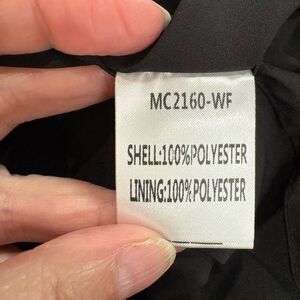 MC2160-WF
SHELL:100%POLYESTER
LINING:100%POLYESTER